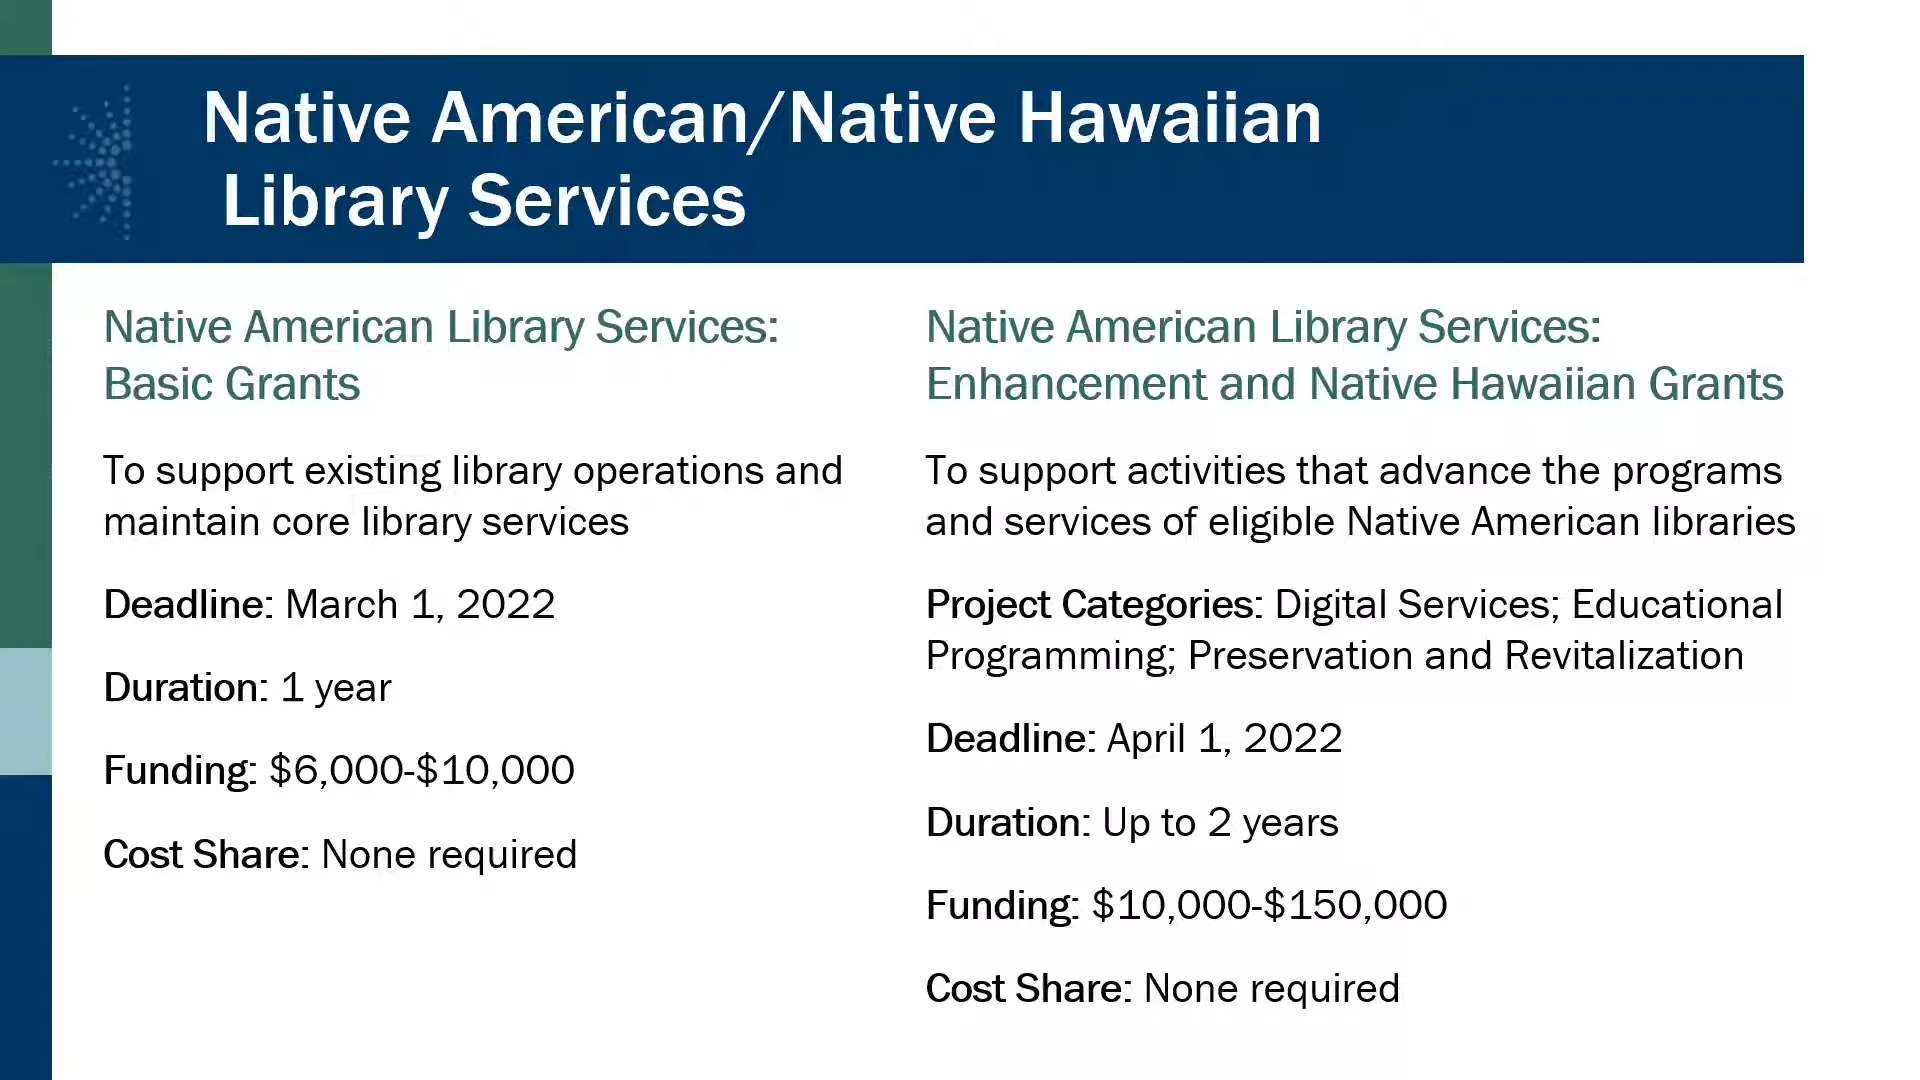 Native American/Native Hawaiian
Library Services
Native American Library Services:
Basic Grants
To support existing library operations and
maintain core library services
Deadline: March 1, 2022
Duration: 1 year
Funding: $6,000-$10,000
Cost Share: None required
Native American Library Services:
Enhancement and Native Hawaiian Grants
To support activities that advance the programs
and services of eligible Native American libraries
Project Categories: Digital Services; Educational
Programming; Preservation and Revitalization
Deadline: April 1, 2022
Duration: Up to 2 years
Funding: $10,000-$150,000
Cost Share: None required